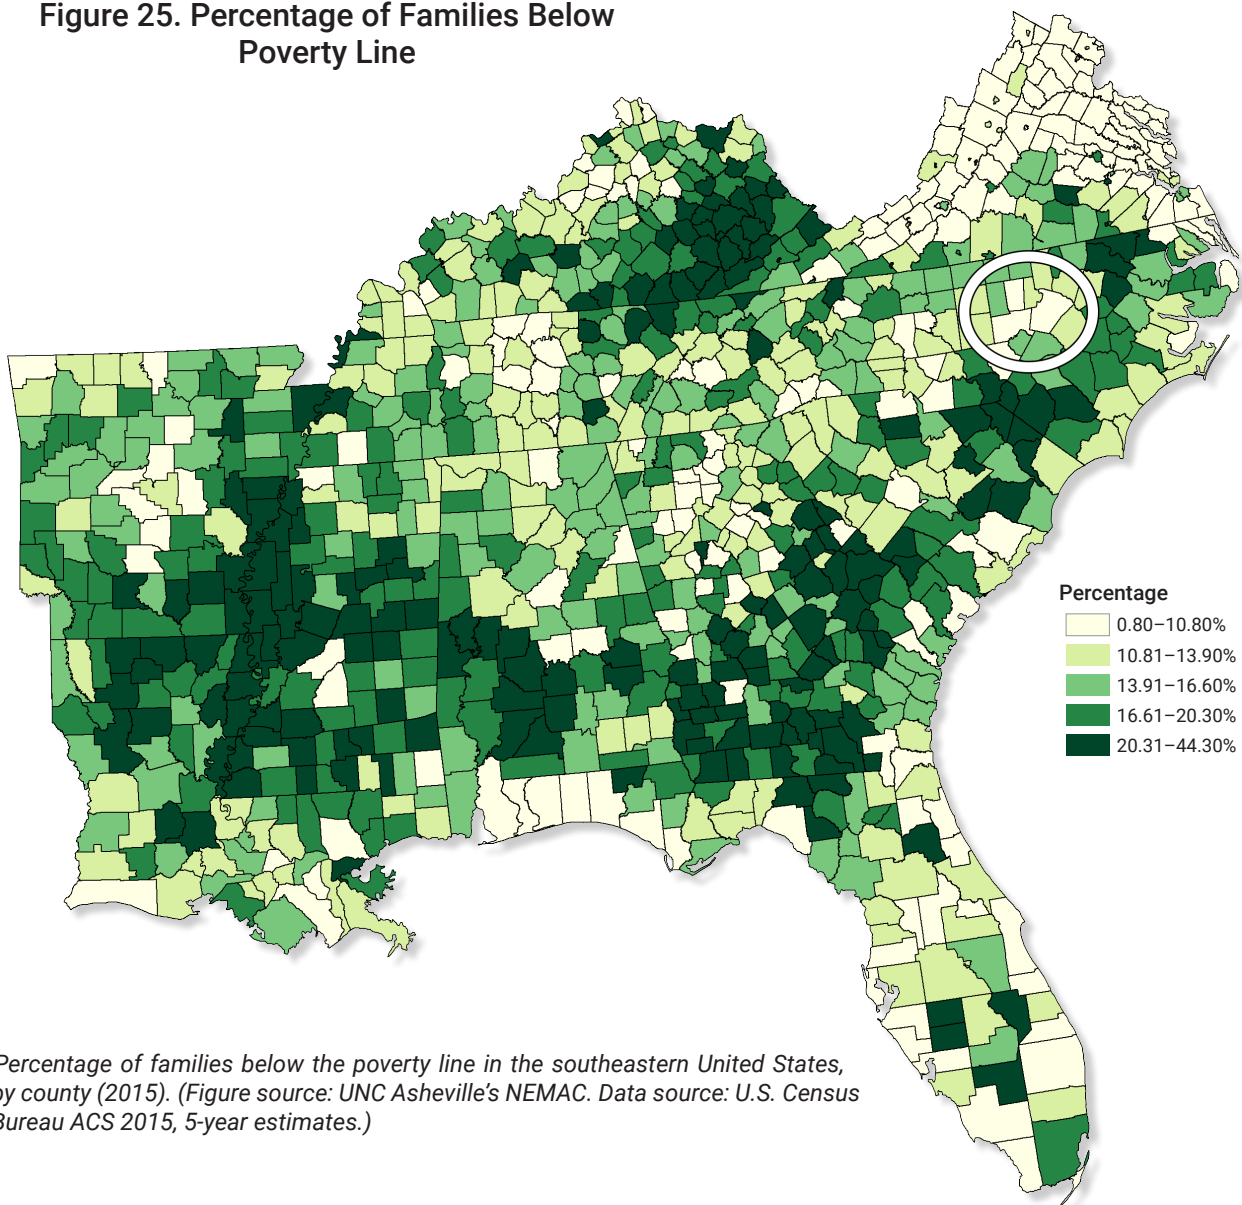 Figure 25. Percentage of Families Below
Poverty Line
Percentage
0.80–10.80%
10.81–13.90%
13.91–16.60%
16.61–20.30%
20.31–44.30%
Percentage of families below the poverty line in the southeastern United States,
by county (2015). (Figure source: UNC Asheville’s NEMAC. Data source: U.S. Census
Bureau ACS 2015, 5-year estimates.)